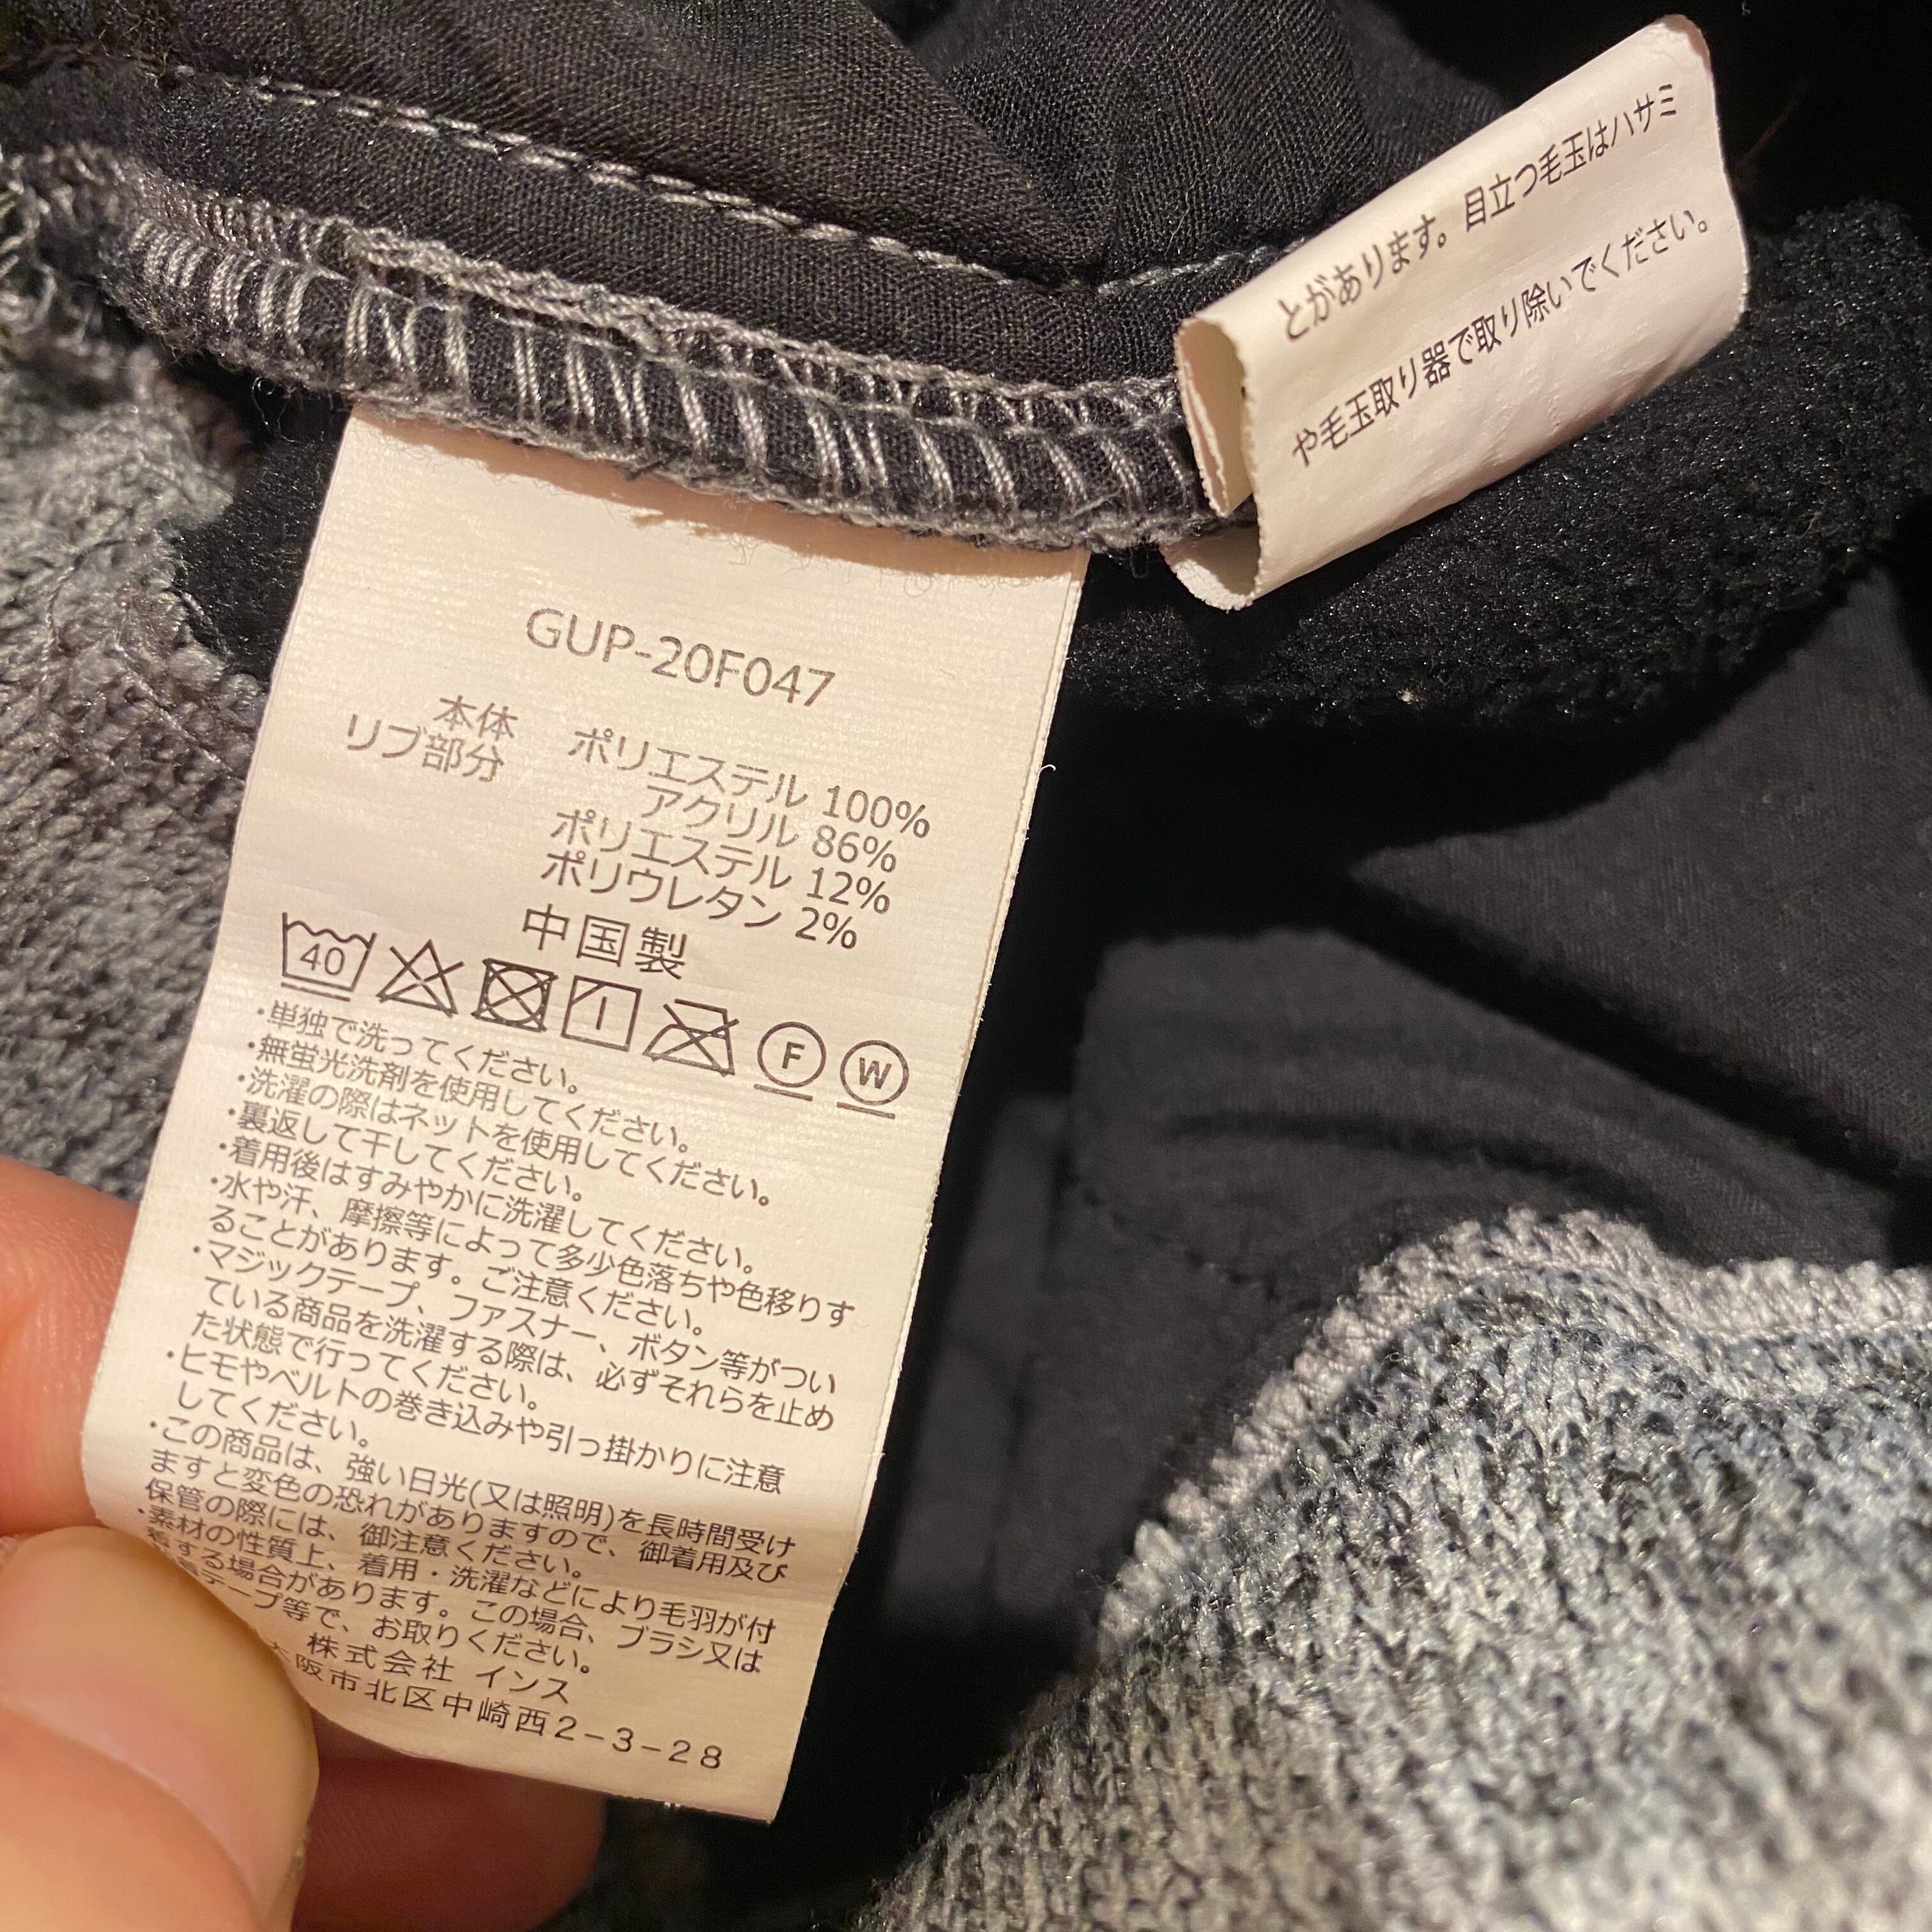 とがあります。目立つ毛玉はハサミ
や毛玉取り器で取り除いでください。
GUP-20F047
本体 ポリエステル 100%
リブ部分 アクリル 86%
ポリエステル 12%
ポリウレタン 2%
中国製
40 F W
・単独で洗ってください。
・無蛍光洗剤を使用してください。
・洗濯の際はネットを使用してください。
・裏返して干してください。
・着用後はすみやかに洗濯してください。
・水や汗、摩擦等によって多少色落ちや色移りす
ることがあります。ご注意ください。
・マジックテープ、ファスナー、ボタン等がつい
ている商品を洗濯する際は、必ずそれらを止め
た状態で行ってください。
・ヒモやベルトの巻き込みや引っ掛かりに注意
してください。
・この商品は、強い日光(又は照明)を長時間受け
ますと変色の恐れがありますので、御着用及び
保管の際には、御注意ください。
・素材の性質上、着用・洗濯などにより毛羽が付
着する場合があります。この場合、ブラシ又は
着テープ等で、お取りください。
株式会社 インス
大阪市北区中崎西2-3-28